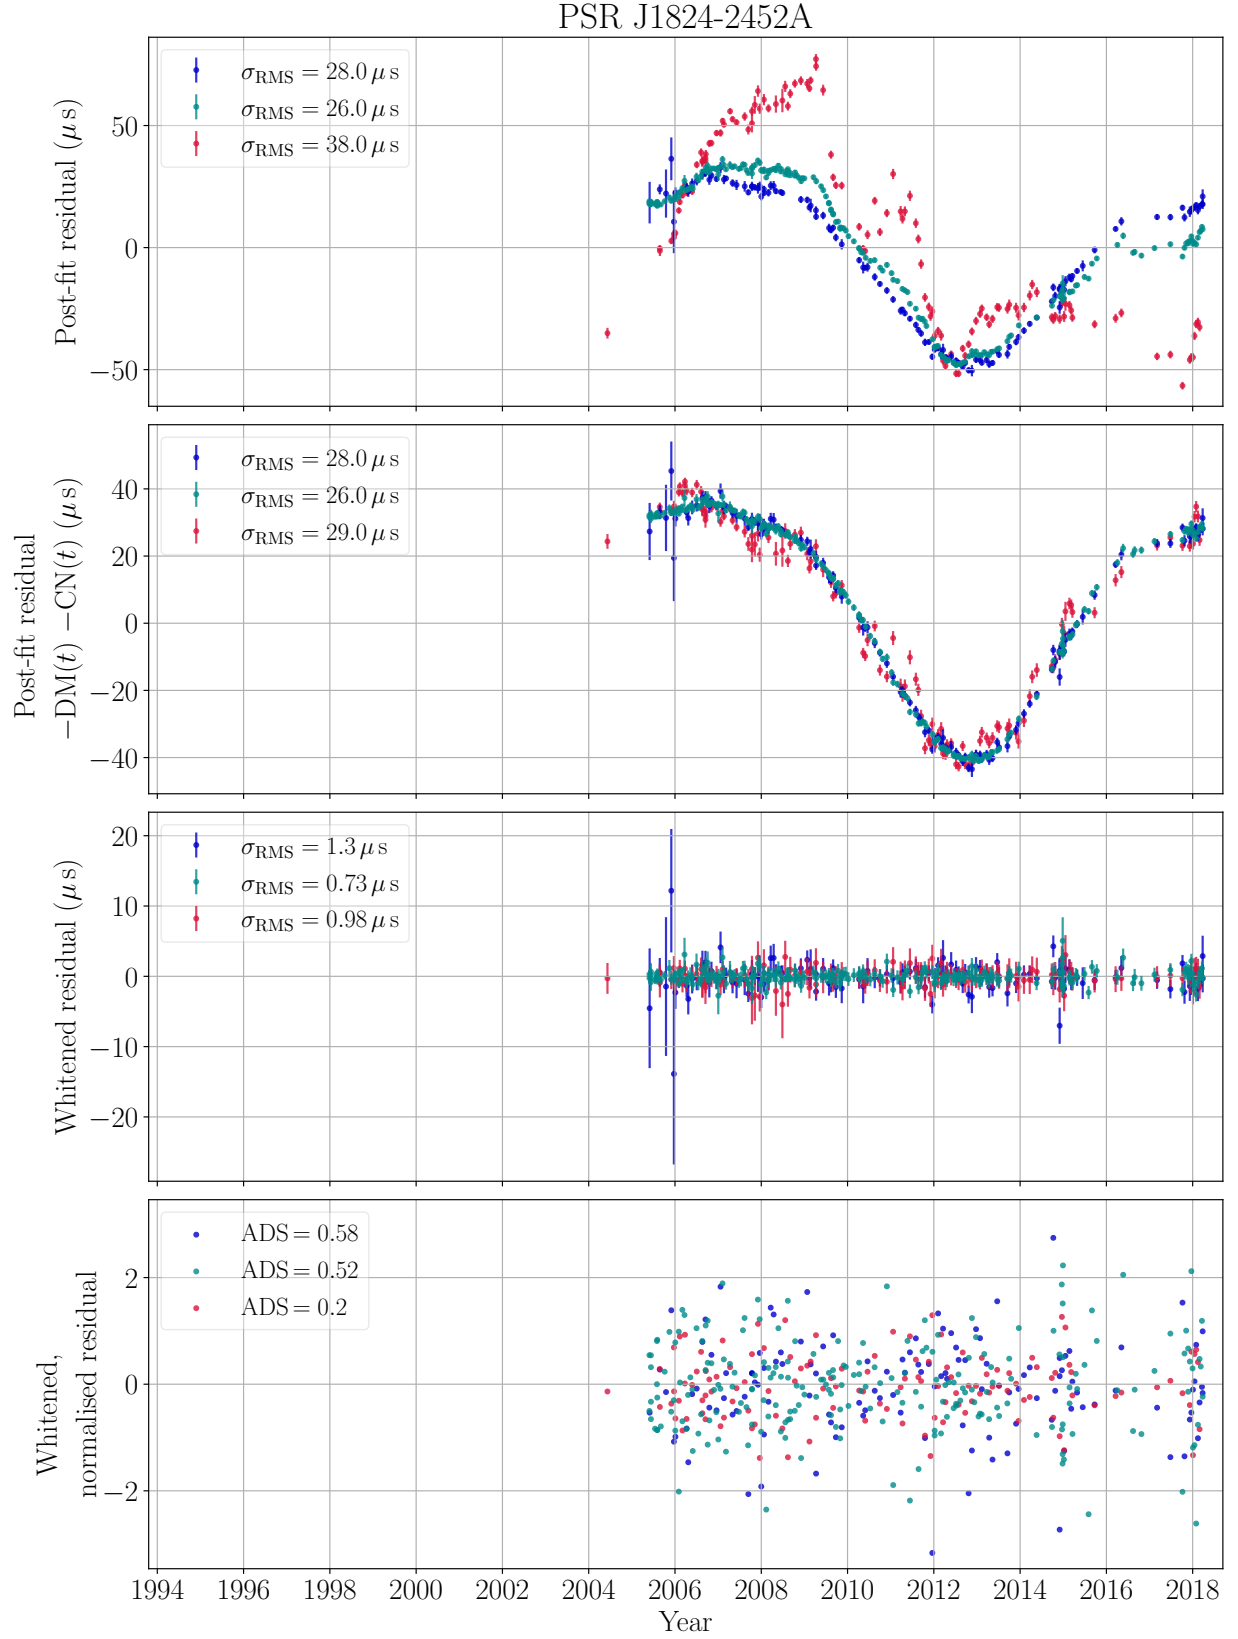 PSR J1824-2452A
Post-fit residual (μs)
50
0
−50
σRMS = 28.0 μs
σRMS = 26.0 μs
σRMS = 38.0 μs
Post-fit residual
−DM(t) −CN(t) (μs)
40
20
0
−20
−40
σRMS = 28.0 μs
σRMS = 26.0 μs
σRMS = 29.0 μs
Whitened residual (μs)
20
10
0
−10
−20
σRMS = 1.3 μs
σRMS = 0.73 μs
σRMS = 0.98 μs
Whitened,
normalised residual
2
0
−2
ADS = 0.58
ADS = 0.52
ADS = 0.2
1994 1996 1998 2000 2002 2004 2006 2008 2010 2012 2014 2016 2018
Year